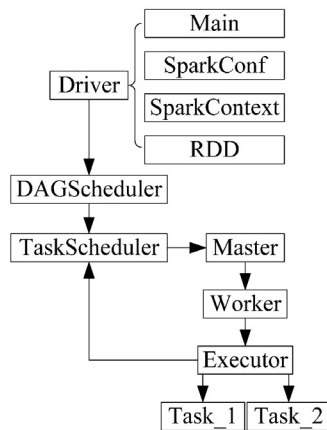 Main
SparkConf
Driver
SparkContext
RDD
DAGScheduler
TaskScheduler
Master
Worker
Executor
Task_1
Task_2